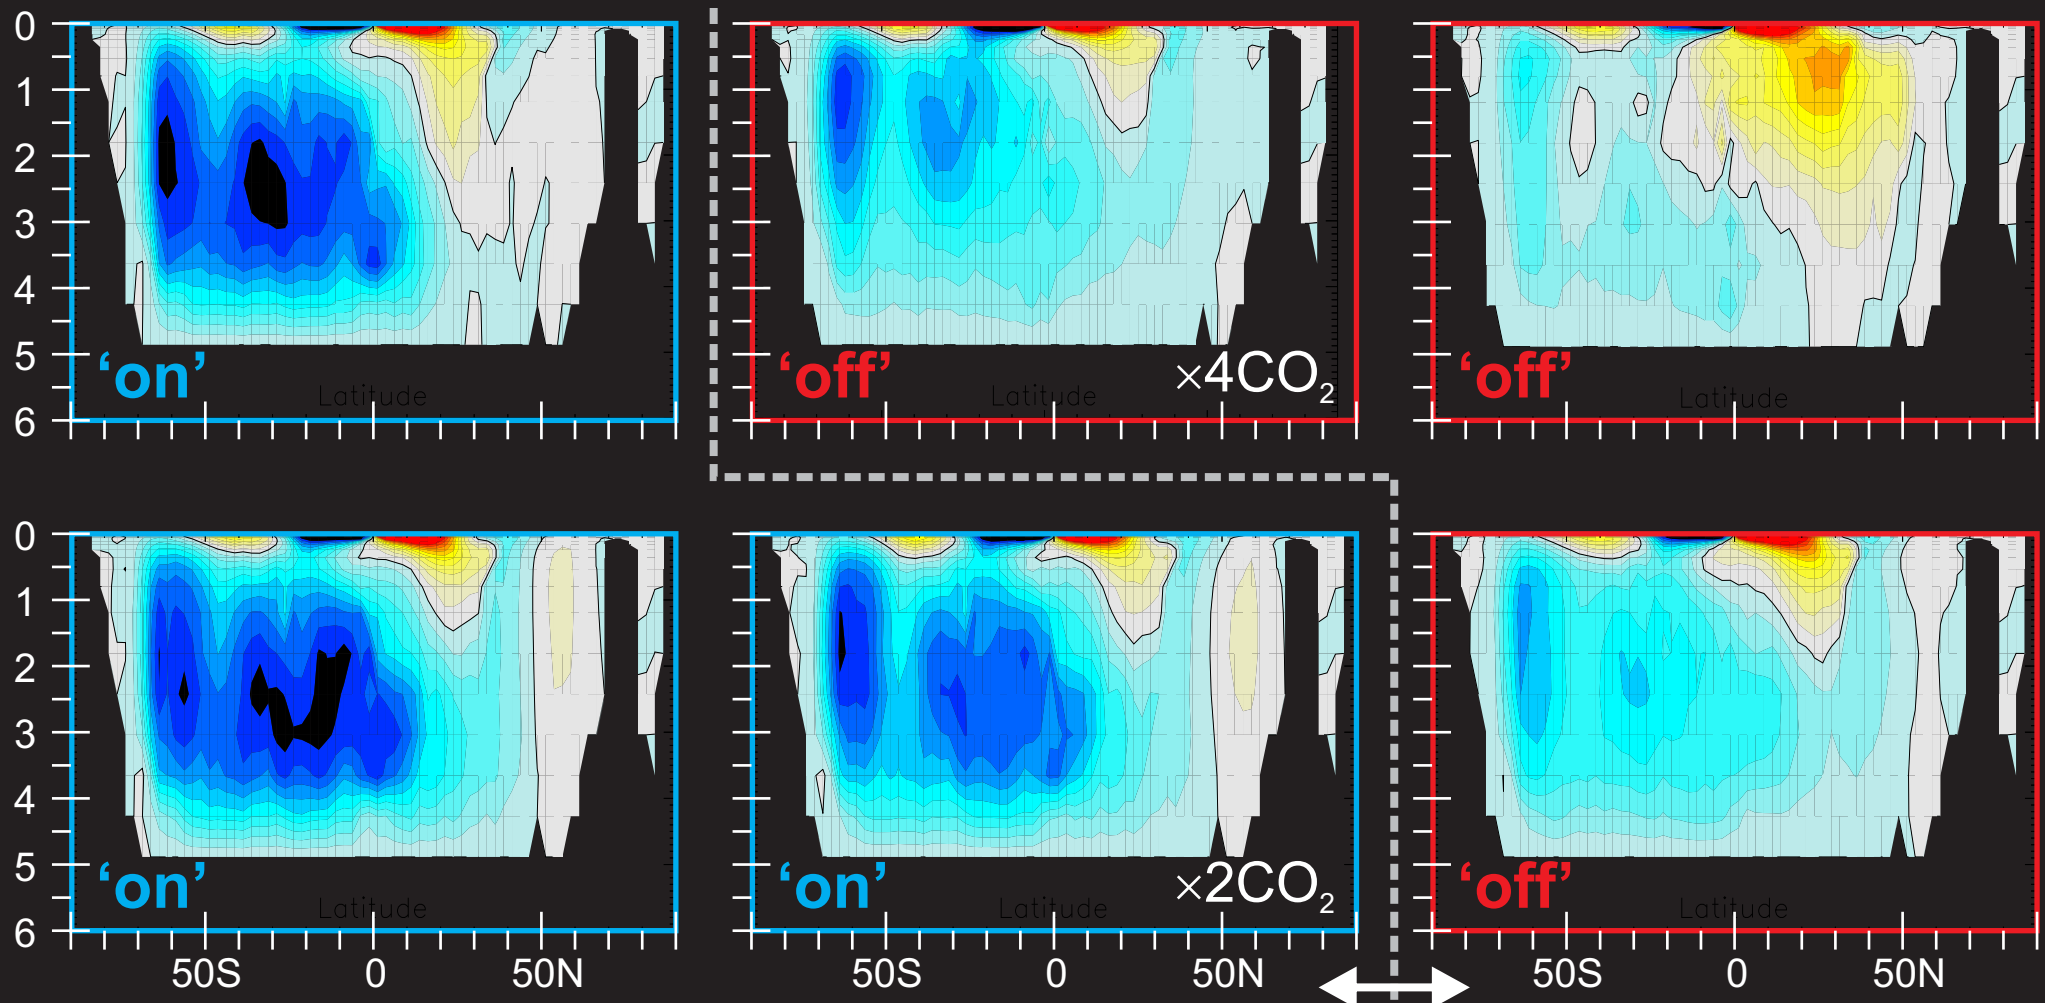 0
1
2
3
4
5
6
‘on’
Latitude
‘off’
×4CO₂
Latitude
‘off’
Latitude
0
1
2
3
4
5
6
‘on’
Latitude
‘on’
×2CO₂
Latitude
‘off’
Latitude
50S 0 50N
50S 0 50N
50S 0 50N